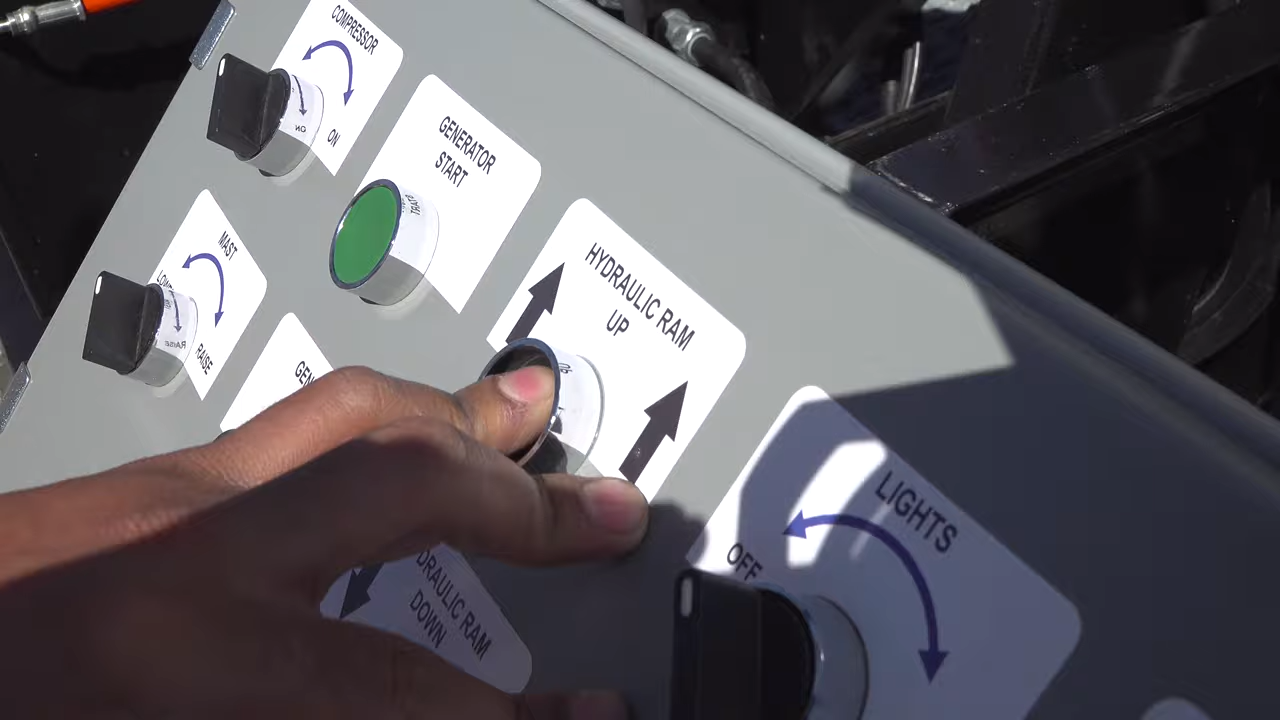 COMPRESSOR
ON
GENERATOR
START
MAST
RAISE
HYDRAULIC RAM
UP
LIGHTS
OFF
DRAULIC RAM
DOWN